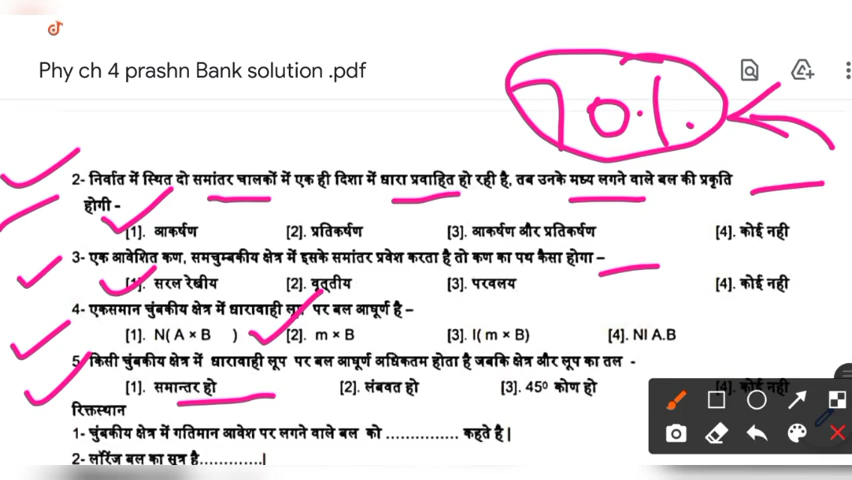 Phy ch 4 prashn Bank solution .pdf
2- निर्वात में स्थित दो समांतर चालकों में एक ही दिशा में धारा प्रवाहित हो रही है, तब उनके मध्य लगने वाले बल की प्रकृति
होगी -
[1]. आकर्षण [2]. प्रतिकर्षण [3]. आकर्षण और प्रतिकर्षण [4]. कोई नही
3- एक आवेशित कण, समचुम्बकीय क्षेत्र में इसके समांतर प्रवेश करता है तो कण का पथ कैसा होगा –
[1]. सरल रेखीय [2]. वृत्तीय [3]. परवलय [4]. कोई नही
4- एकसमान चुंबकीय क्षेत्र में धारावाही लूप पर बल आघूर्ण है –
[1]. N( A × B ) [2]. m × B [3]. I( m × B) [4]. NI A.B
5- किसी चुंबकीय क्षेत्र में धारावाही लूप पर बल आघूर्ण अधिकतम होता है जबकि क्षेत्र और लूप का तल -
[1]. समान्तर हो [2]. लंबवत हो [3]. 45⁰ कोण हो [4]. कोई नही
रिक्तस्थान
1- चुंबकीय क्षेत्र में गतिमान आवेश पर लगने वाले बल को ............... कहते है |
2- लॉरेंज बल का सूत्र है.............|